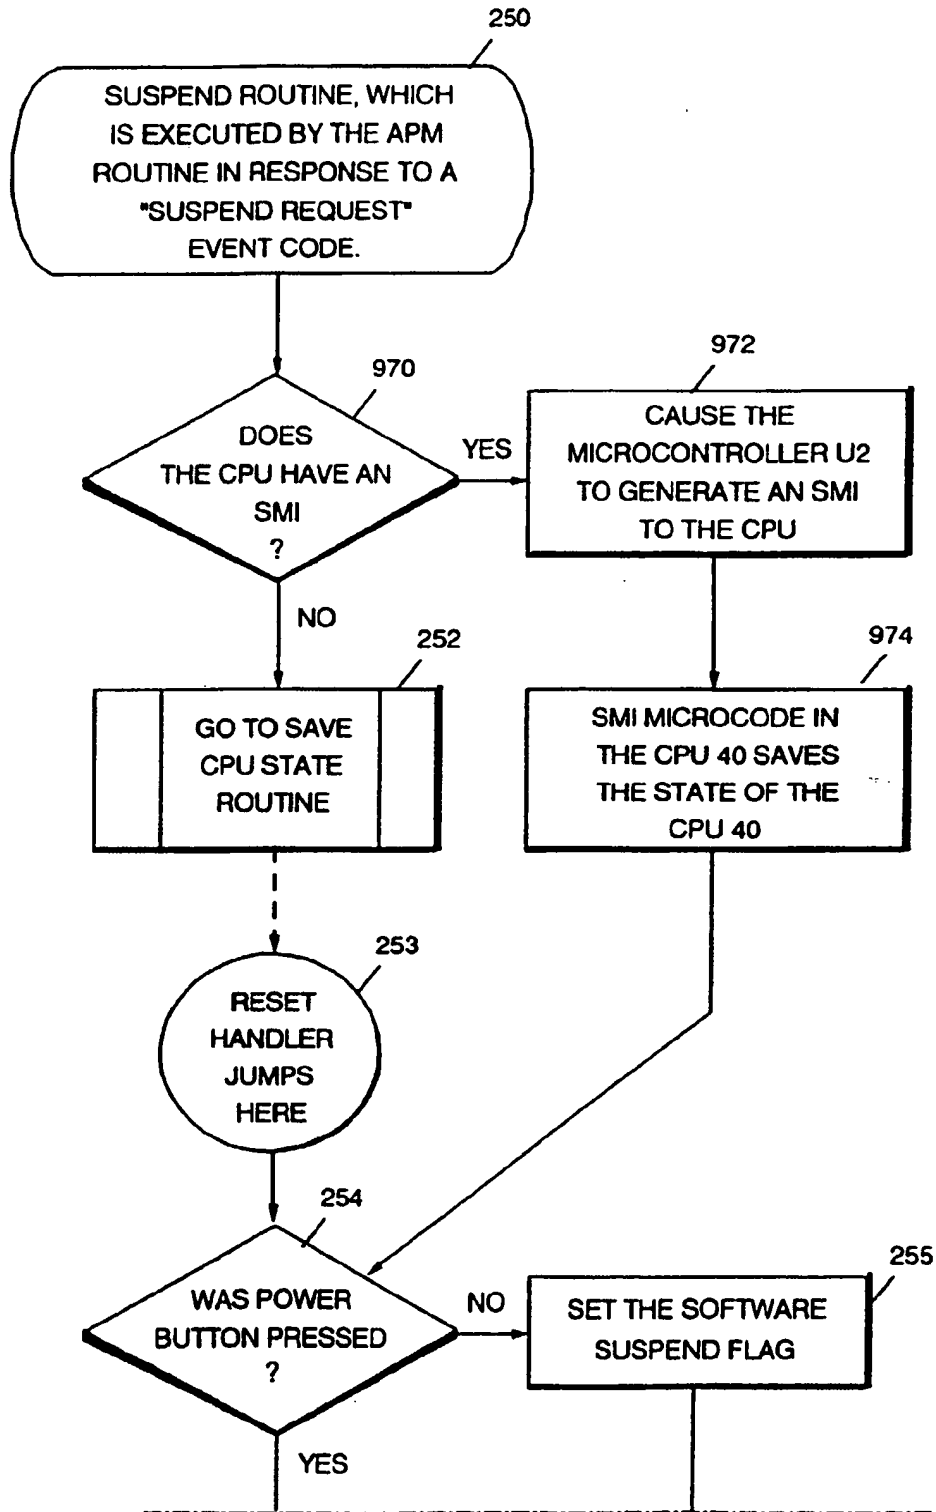 250
SUSPEND ROUTINE, WHICH
IS EXECUTED BY THE APM
ROUTINE IN RESPONSE TO A
"SUSPEND REQUEST"
EVENT CODE.
970
DOES
THE CPU HAVE AN
SMI
?
YES
972
CAUSE THE
MICROCONTROLLER U2
TO GENERATE AN SMI
TO THE CPU
NO
252
GO TO SAVE
CPU STATE
ROUTINE
974
SMI MICROCODE IN
THE CPU 40 SAVES
THE STATE OF THE
CPU 40
253
RESET
HANDLER
JUMPS
HERE
254
WAS POWER
BUTTON PRESSED
?
NO
255
SET THE SOFTWARE
SUSPEND FLAG
YES